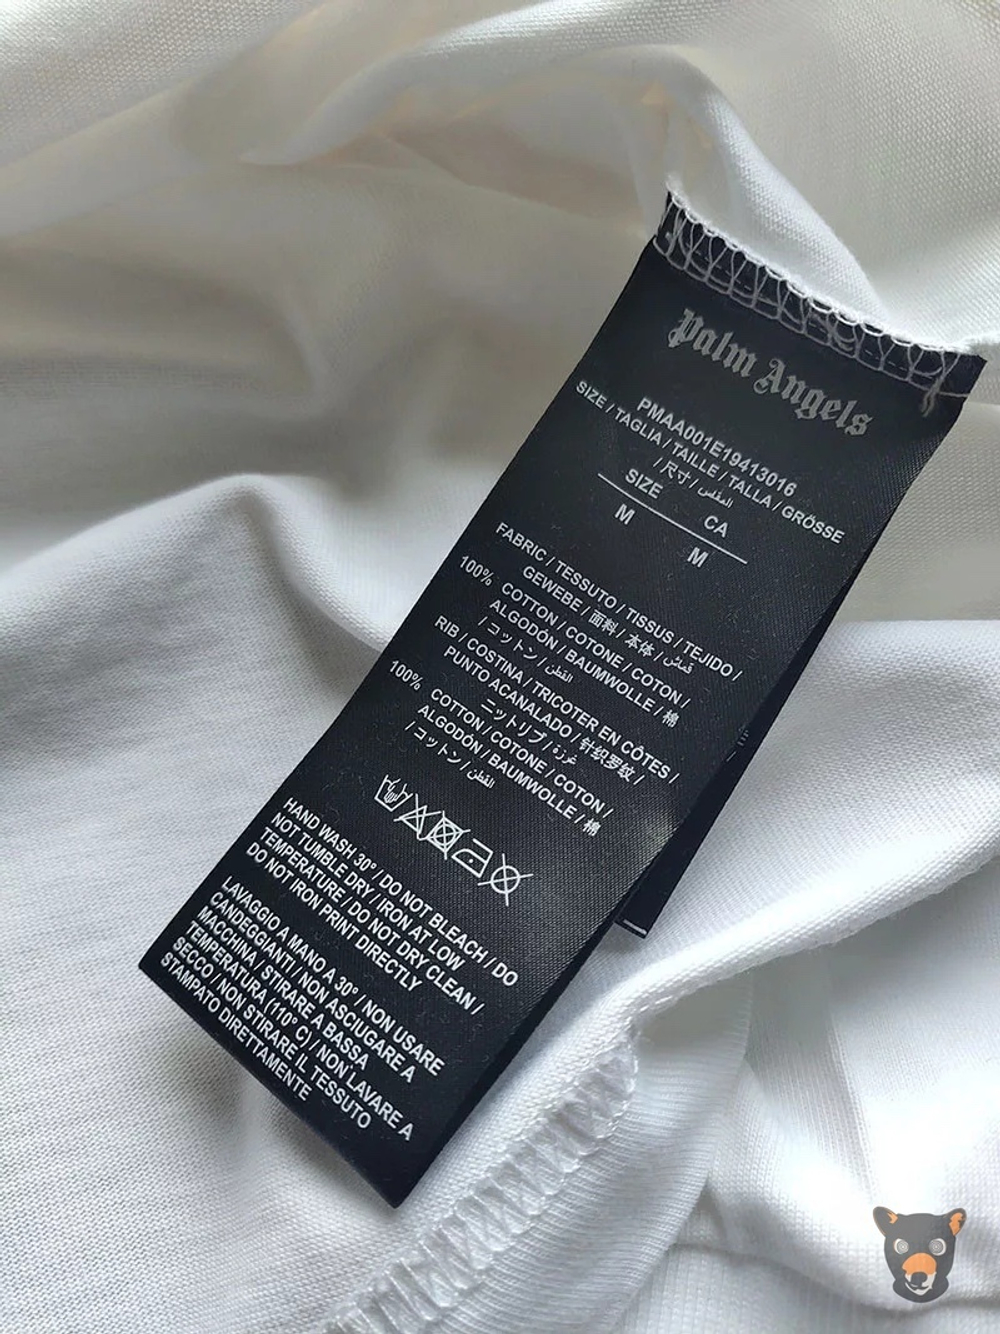 Palm Angels
PMAA001E19413016
SIZE / TAGLIA / TAILLE / TALLA / GRÖSSE
/ 尺寸 / المقاس
SIZE CA
M M
FABRIC / TESSUTO / TISSUS / TEJIDO /
GEWEBE / 面料 / 本体 / قماش
100% COTTON / COTONE / COTON /
ALGODÓN / BAUMWOLLE / 棉
/ コットン / القطن
RIB / COSTINA / TRICOTER EN CÔTES /
PUNTO ACANALADO / 针织罗纹 /
ニットリブ / غرزة
100% COTTON / COTONE / COTON /
ALGODÓN / BAUMWOLLE / 棉
/ コットン / القطن
HAND WASH 30° / DO NOT BLEACH / DO
NOT TUMBLE DRY / IRON AT LOW
TEMPERATURE / DO NOT DRY CLEAN /
DO NOT IRON PRINT DIRECTLY
LAVAGGIO A MANO A 30° / NON USARE
CANDEGGIANTI / NON ASCIUGARE A
MACCHINA / STIRARE A BASSA
TEMPERATURA (110° C) / NON LAVARE A
SECCO / NON STIRARE IL TESSUTO
STAMPATO DIRETTAMENTE